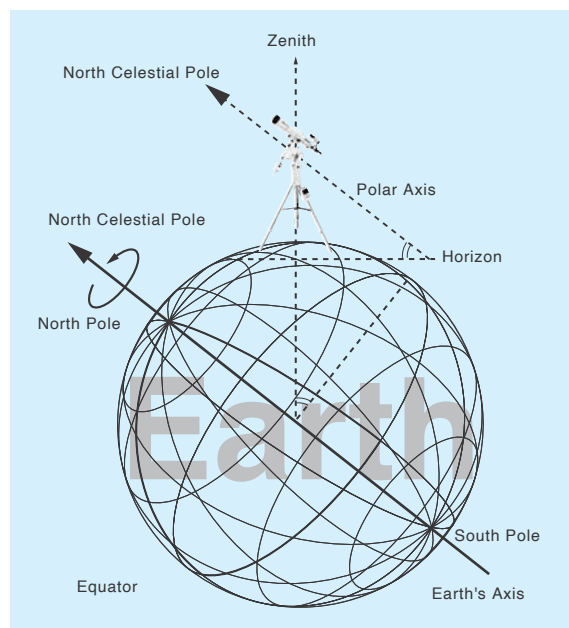 Zenith
North Celestial Pole
Polar Axis
North Celestial Pole
Horizon
North Pole
Earth
South Pole
Equator
Earth's Axis